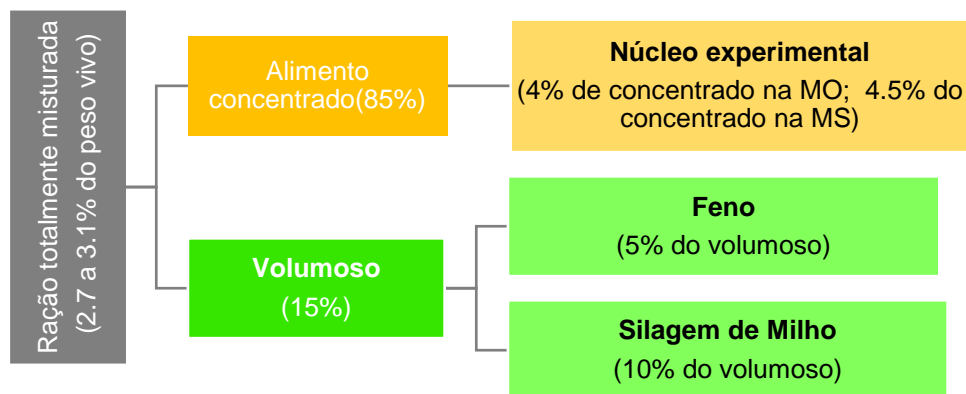 Ração totalmente misturada
(2.7 a 3.1% do peso vivo)
Alimento
concentrado(85%)
Núcleo experimental
(4% de concentrado na MO;  4.5% do
concentrado na MS)
Volumoso
(15%)
Feno
(5% do volumoso)
Silagem de Milho
(10% do volumoso)